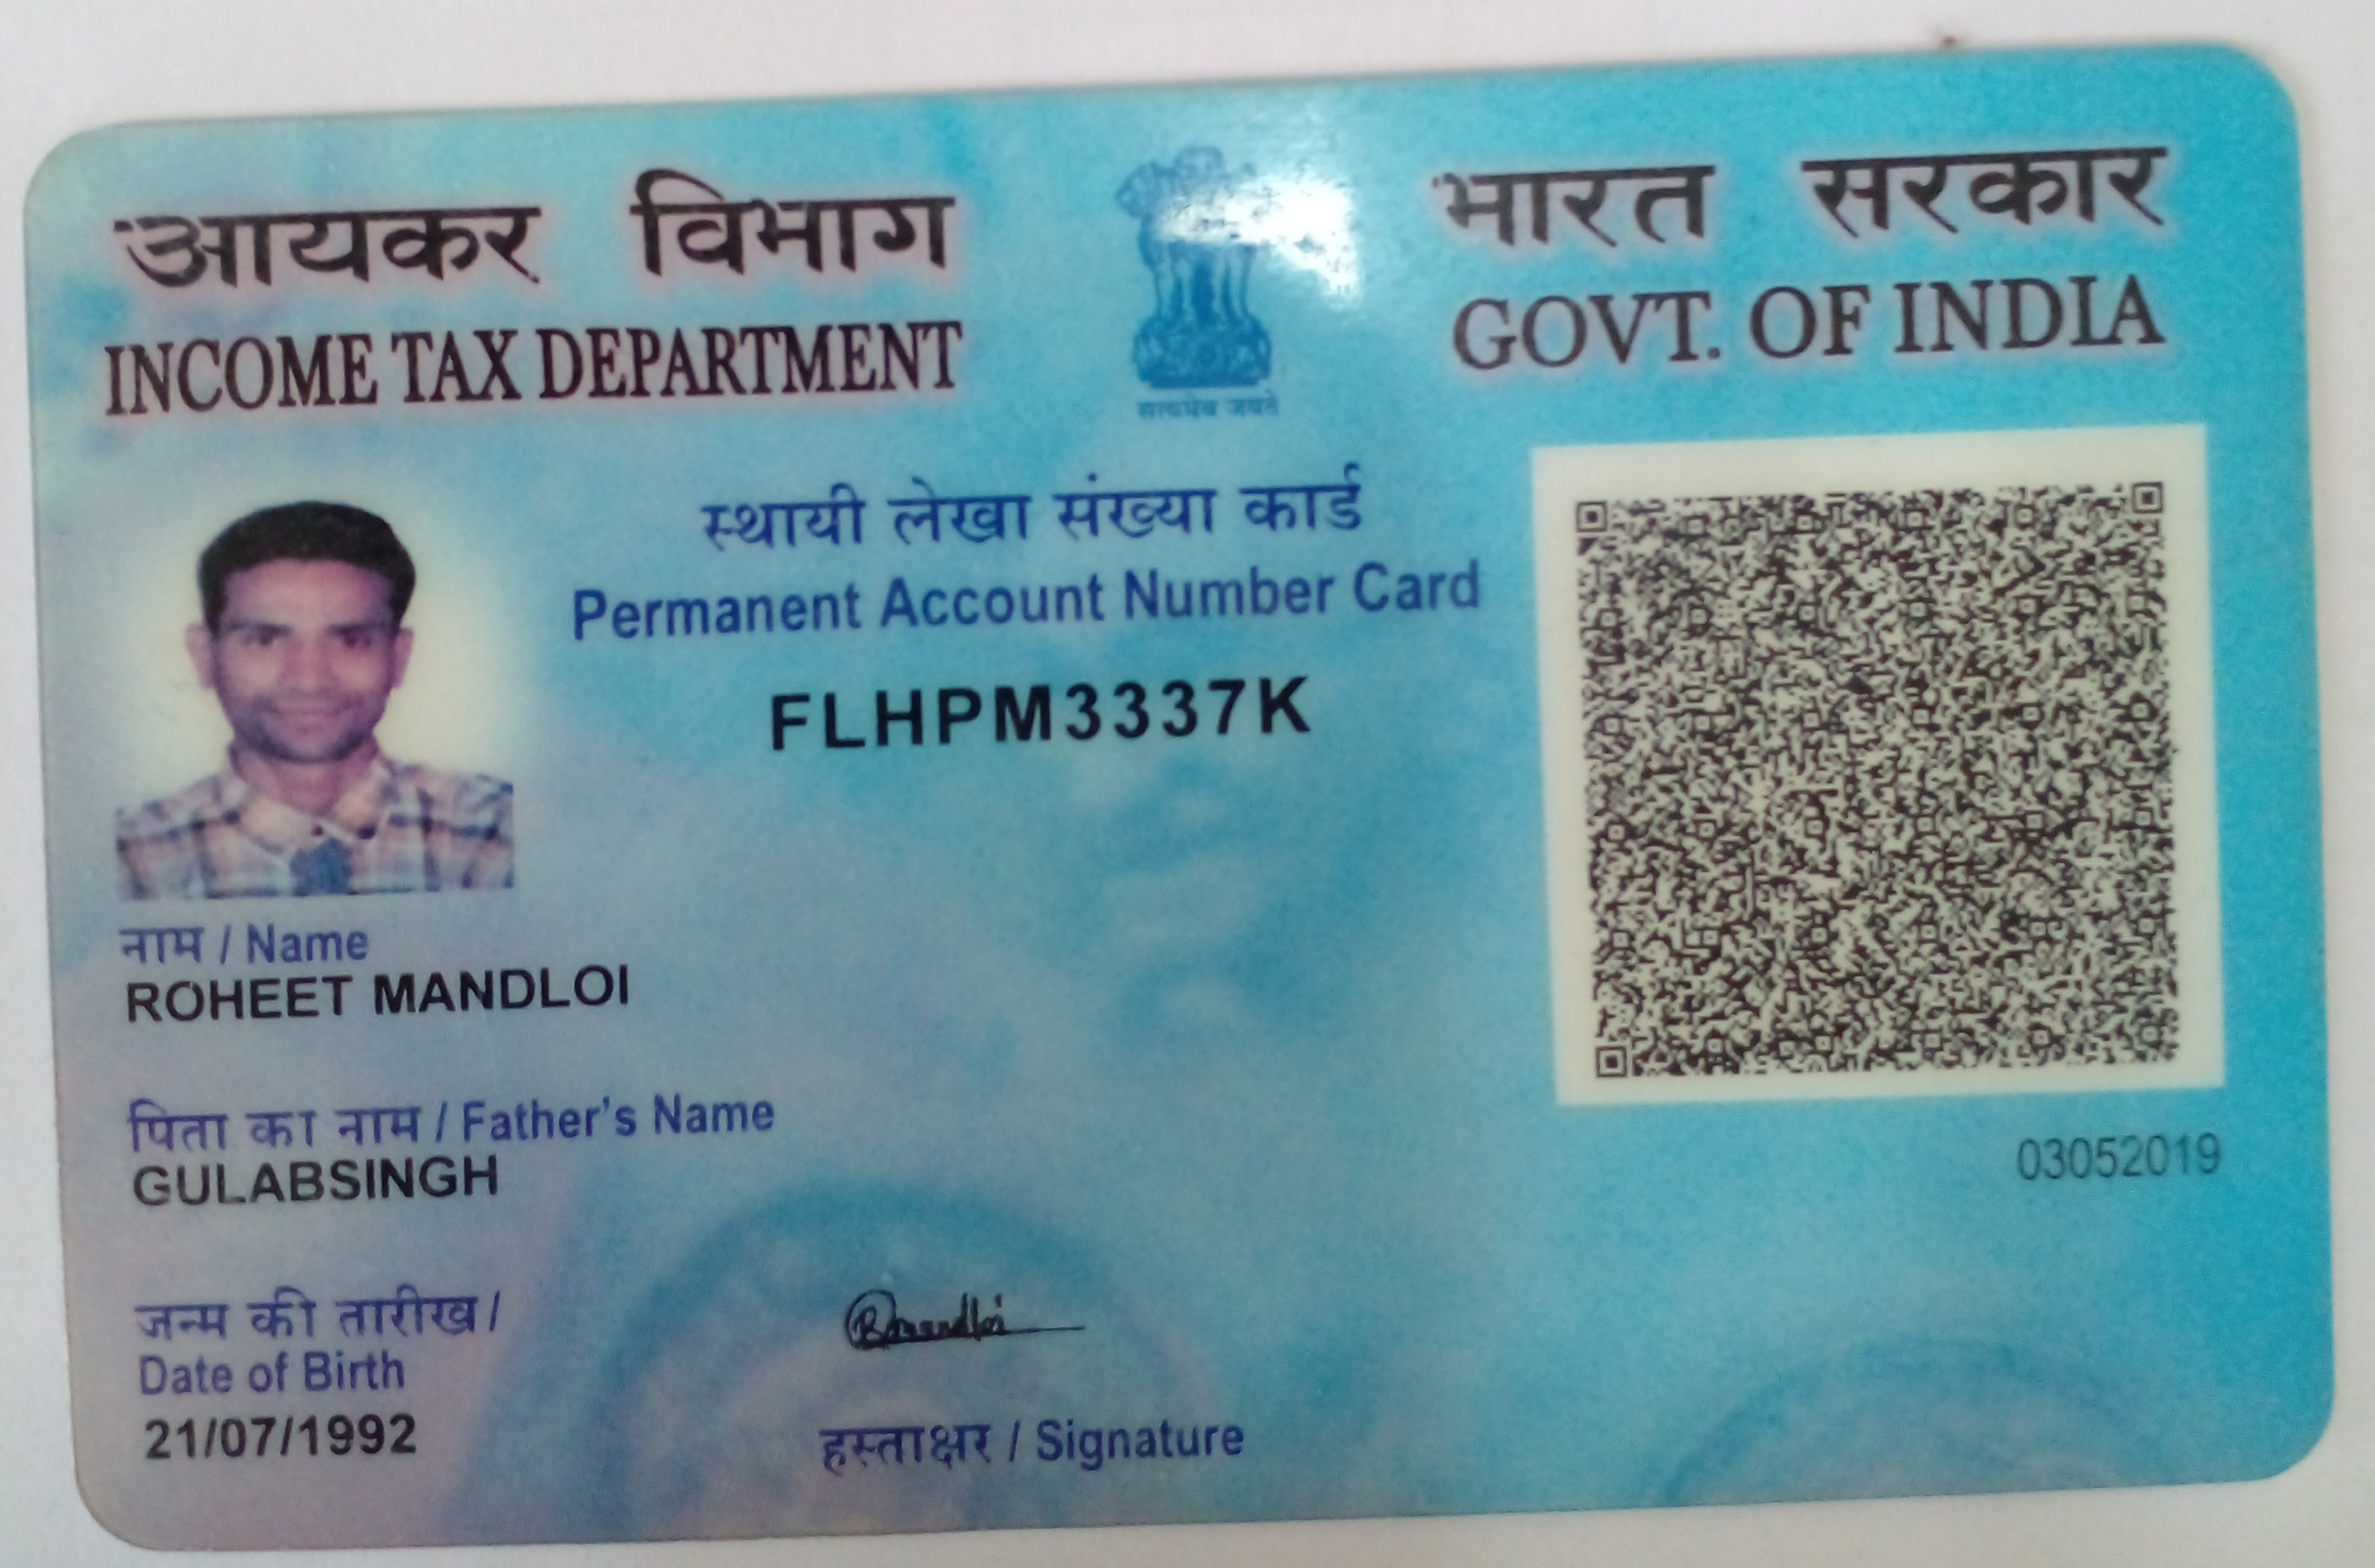 आयकर विभाग
INCOME TAX DEPARTMENT
सत्यमेव जयते
भारत सरकार
GOVT. OF INDIA
स्थायी लेखा संख्या कार्ड
Permanent Account Number Card
FLHPM3337K
नाम / Name
ROHEET MANDLOI
पिता का नाम / Father's Name
GULABSINGH
03052019
जन्म की तारीख /
Date of Birth
21/07/1992
RMandloi
हस्ताक्षर / Signature